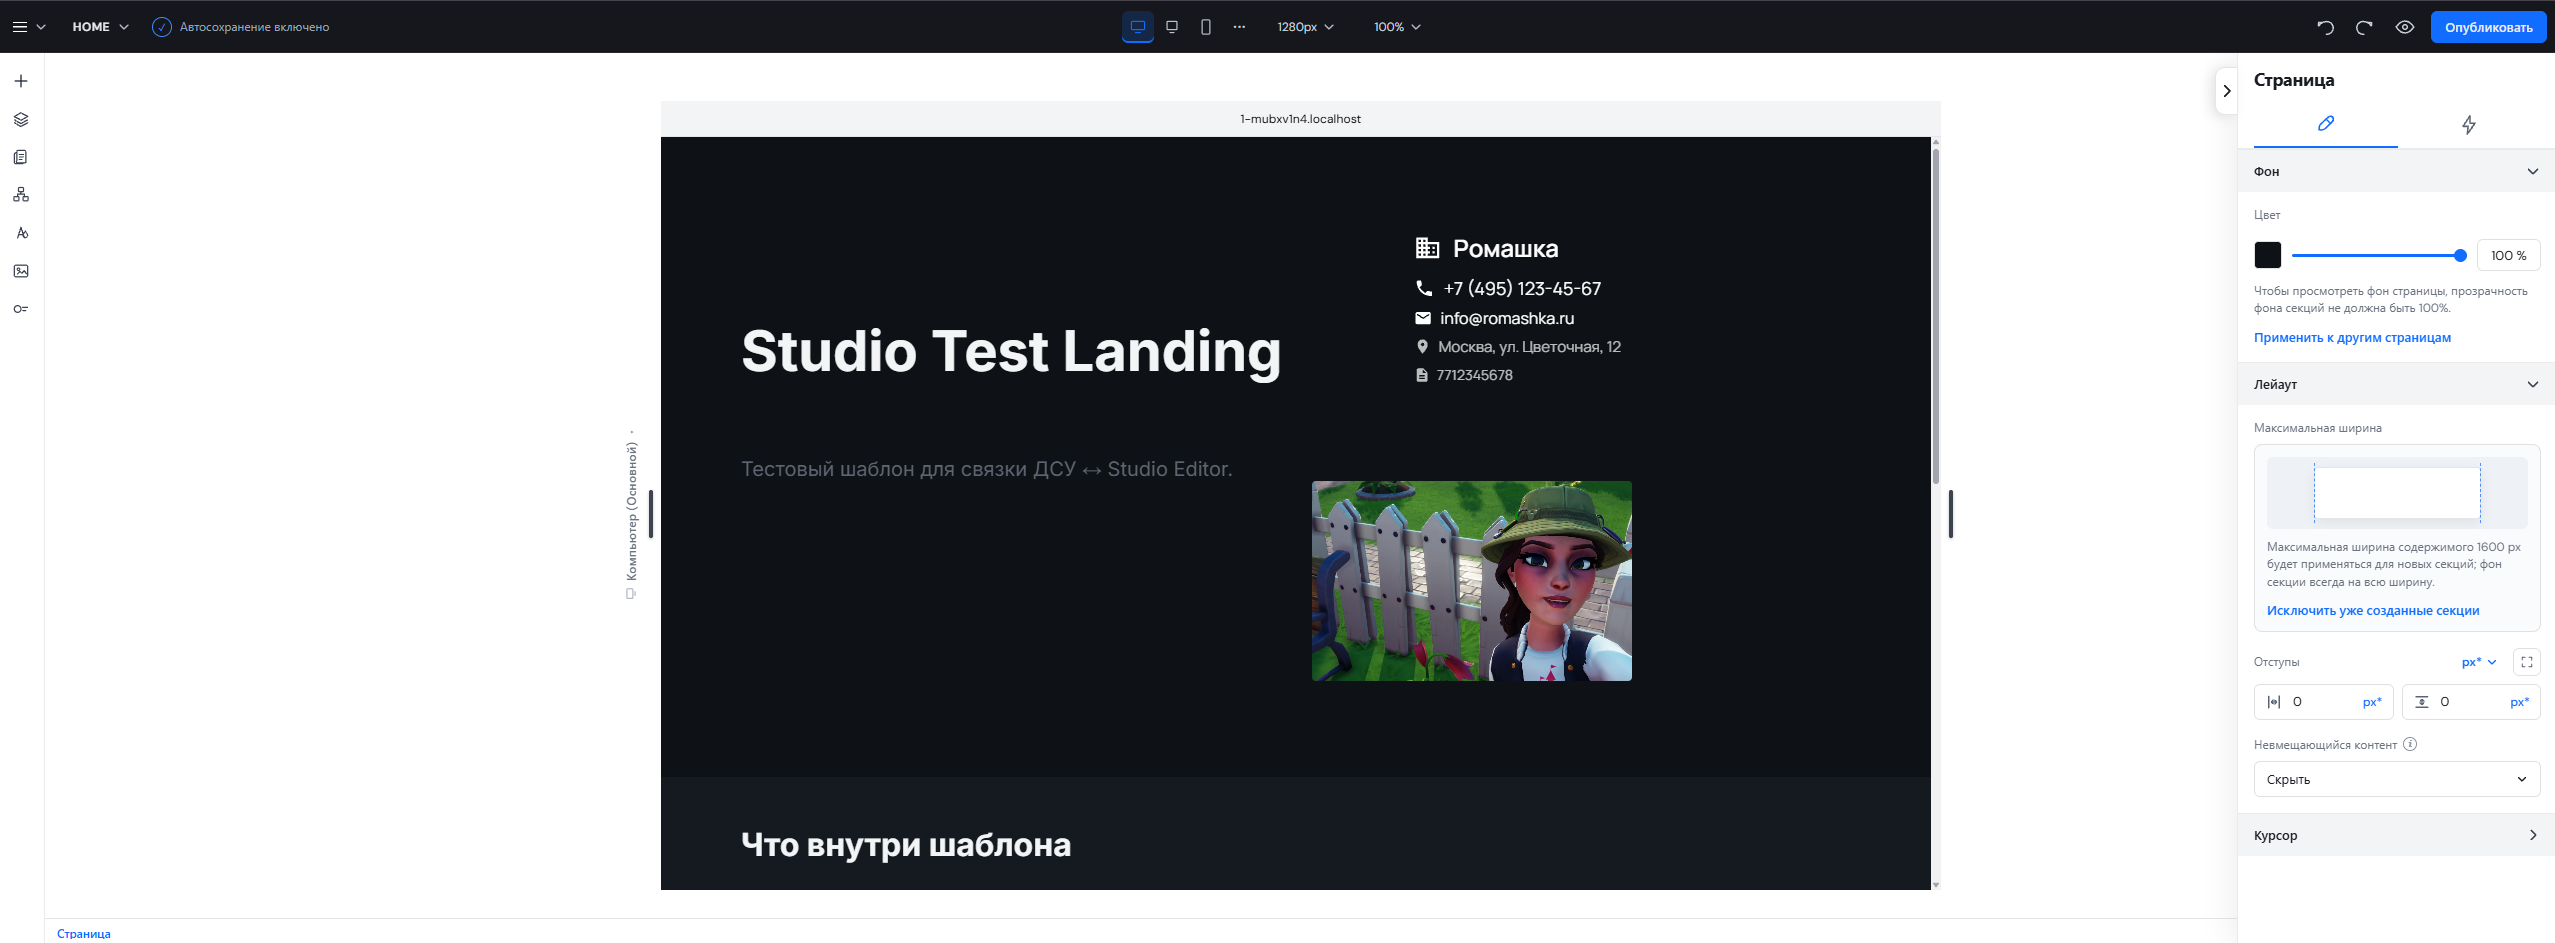 HOME
Автосохранение включено
1280px
100%
Опубликовать
1-mubxv1n4.localhost
Ромашка
+7 (495) 123-45-67
info@romashka.ru
Москва, ул. Цветочная, 12
7712345678
Studio Test Landing
Тестовый шаблон для связки ДСУ ↔ Studio Editor.
Компьютер (Основной)
Что внутри шаблона
Страница
Страница
Фон
Цвет
100 %
Чтобы просмотреть фон страницы, прозрачность
фона секций не должна быть 100%.
Применить к другим страницам
Лейаут
Максимальная ширина
Максимальная ширина содержимого 1600 px
будет применяться для новых секций; фон
секции всегда на всю ширину.
Исключить уже созданные секции
Отступы
px*
0 px*
0 px*
Невмещающийся контент
Скрыть
Курсор